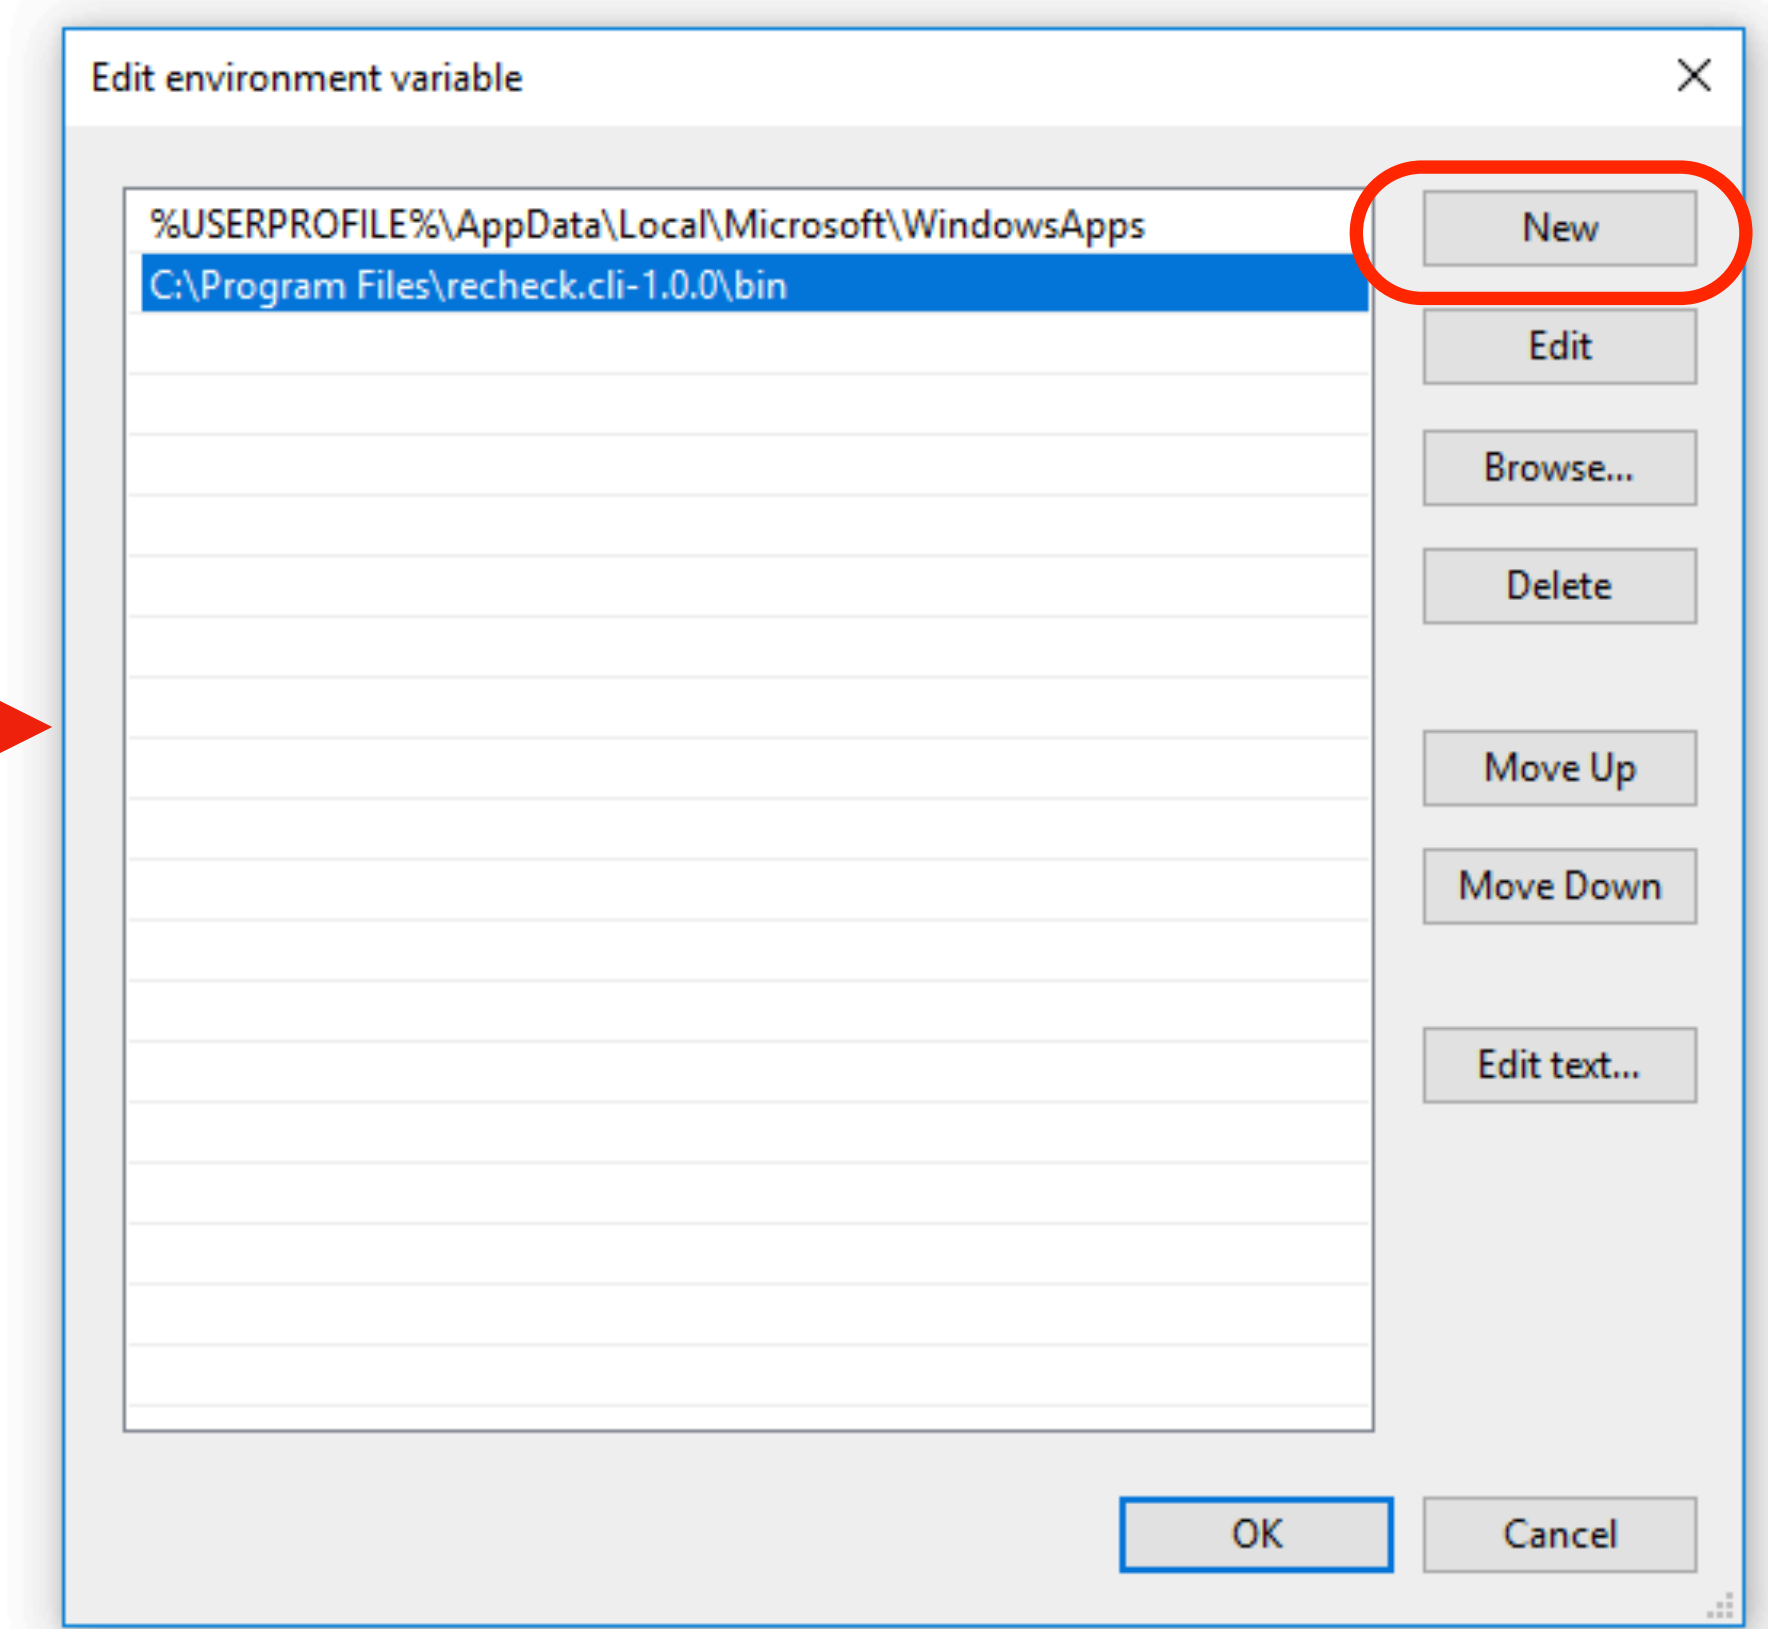 Edit environment variable
%USERPROFILE%\AppData\Local\Microsoft\WindowsApps
C:\Program Files\recheck.cli-1.0.0\bin
New
Edit
Browse...
Delete
Move Up
Move Down
Edit text...
OK
Cancel